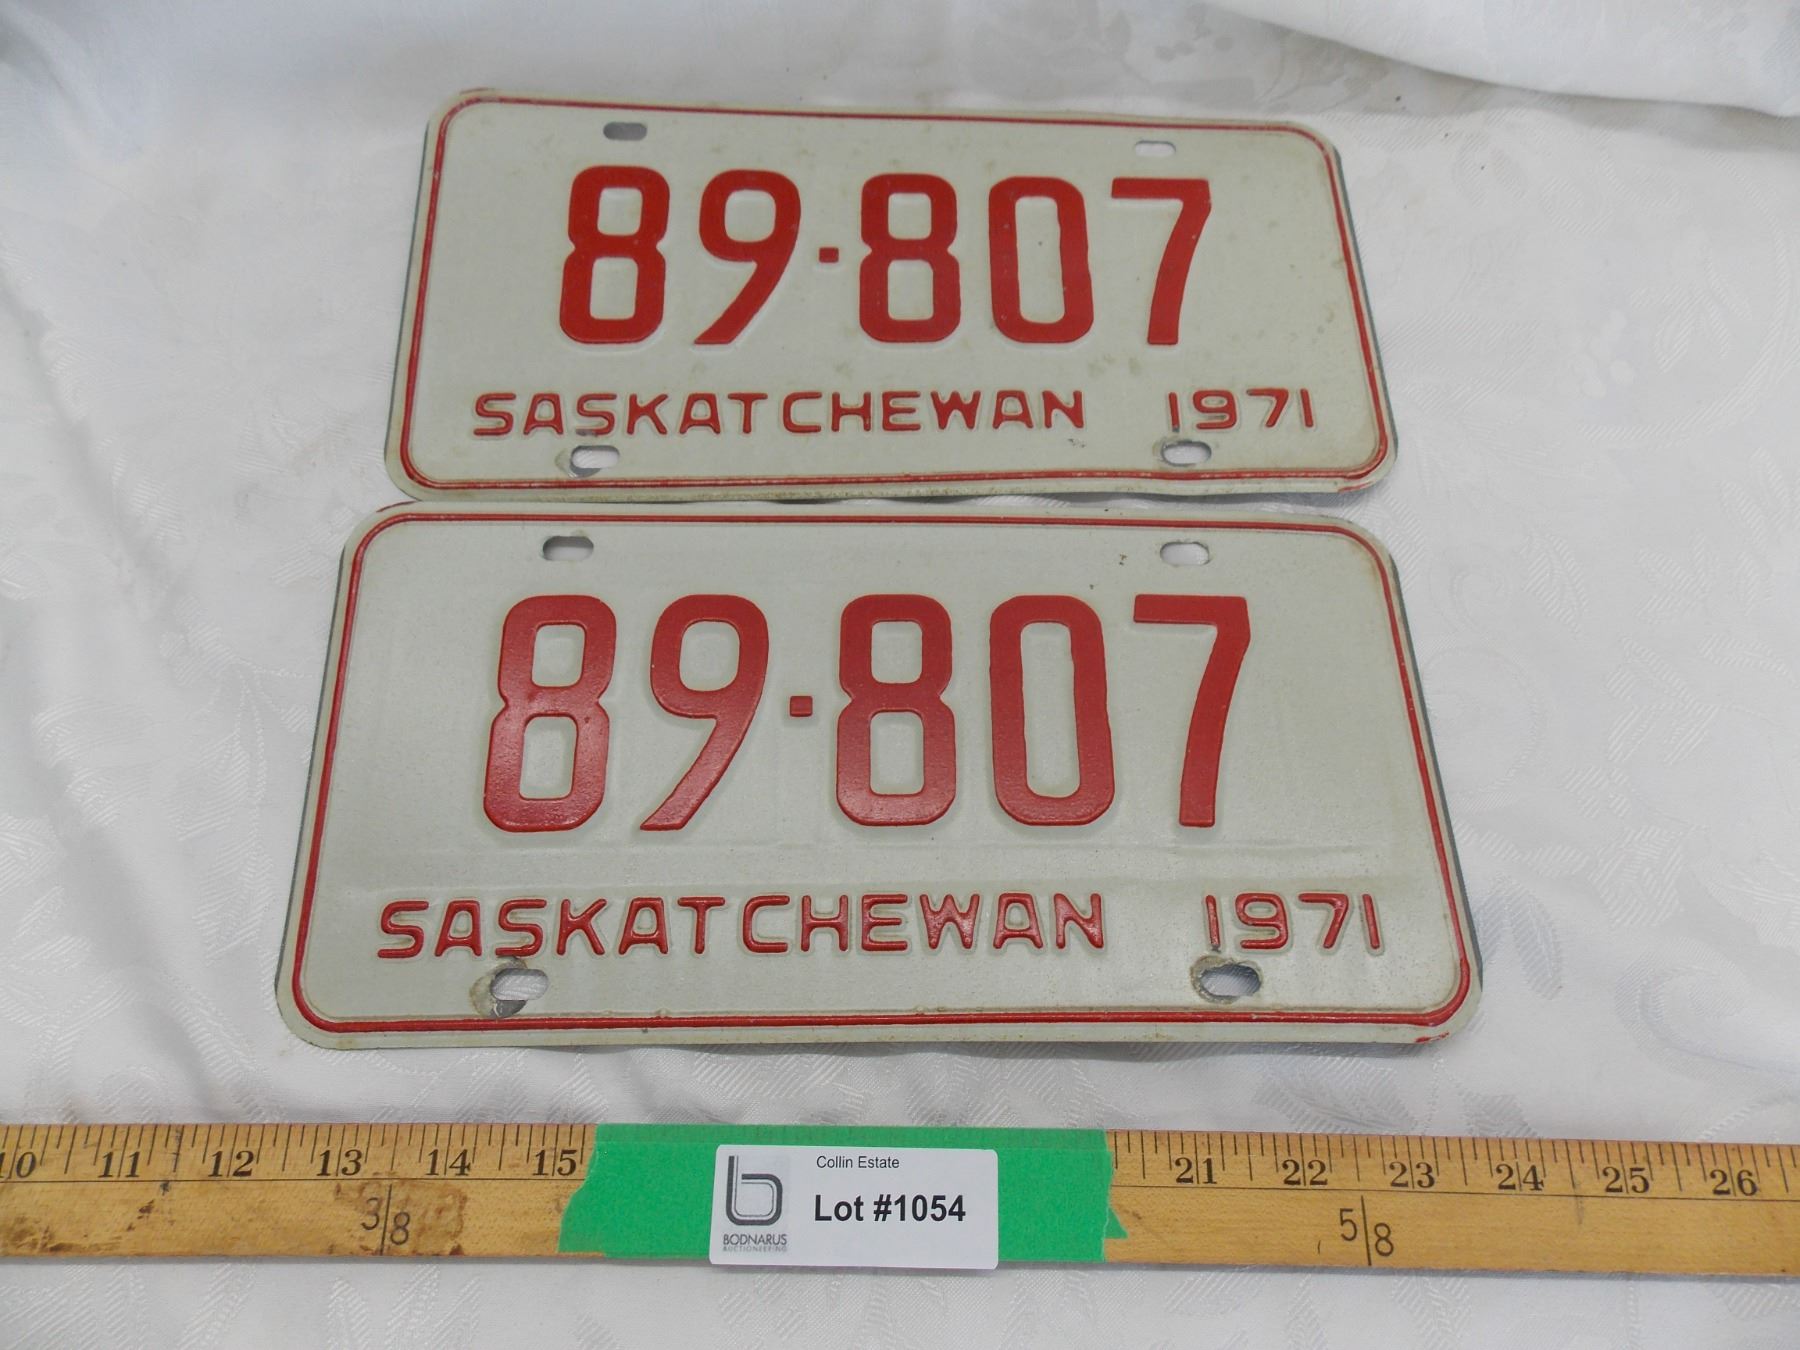 89·807
SASKATCHEWAN 1971
89·807
SASKATCHEWAN 1971
10 11 12 13 14 15 21 22 23 24 25 26
3/8 5/8
Collin Estate
Lot #1054
b
BODNARUS
AUCTIONEERING